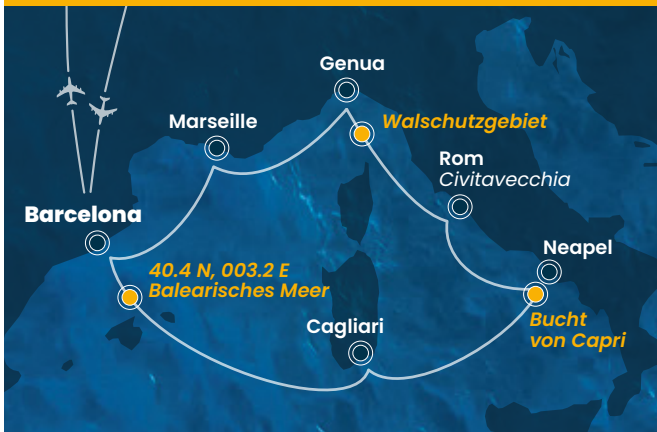 Genua
Marseille
Walschutzgebiet
Rom
Civitavecchia
Barcelona
Neapel
40.4 N, 003.2 E
Balearisches Meer
Bucht
von Capri
Cagliari